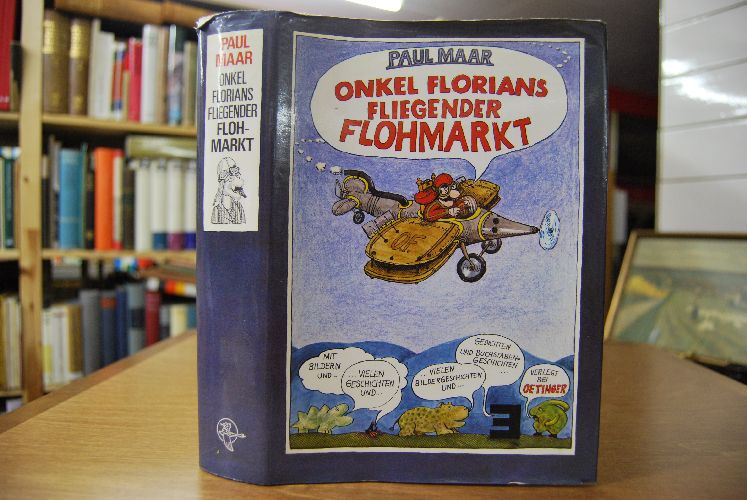 PAUL
MAAR
ONKEL
FLORIANS
FLIEGENDER
FLOH-
MARKT
PAUL MAAR
ONKEL FLORIANS
FLIEGENDER
FLOHMARKT
OF
MIT
BILDERN
UND...
... VIELEN
GESCHICHTEN
UND...
... VIELEN
BILDERGESCHICHTEN
UND...
GEDICHTEN
UND BUCHSTABEN-
GESCHICHTEN
VERLEGT
BEI
OETINGER